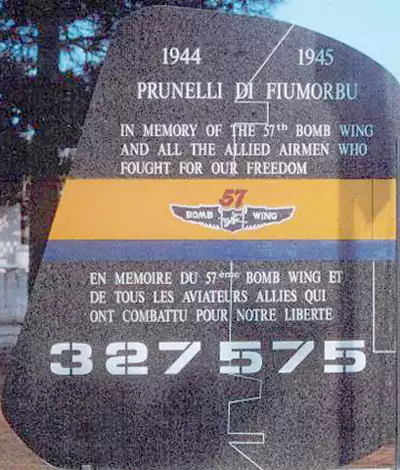 1944 1945
PRUNELLI DI FIUMORBU
IN MEMORY OF THE 57th BOMB WING
AND ALL THE ALLIED AIRMEN WHO
FOUGHT FOR OUR FREEDOM
57
BOMB WING
EN MEMOIRE DU 57ème BOMB WING ET
DE TOUS LES AVIATEURS ALLIES QUI
ONT COMBATTU POUR NOTRE LIBERTE
327575